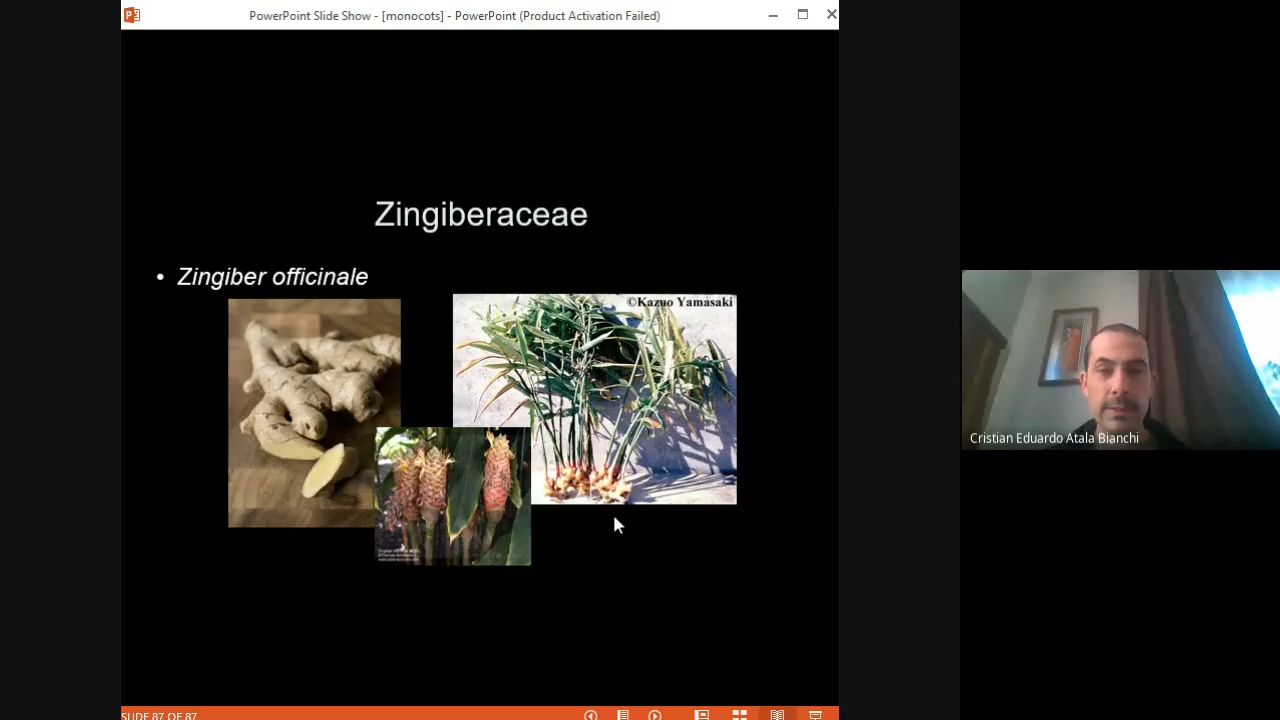 PowerPoint Slide Show - [monocots] - PowerPoint (Product Activation Failed)
Zingiberaceae
• Zingiber officinale
©Kazuo Yamasaki
Cristian Eduardo Atala Bianchi
SLIDE 87 OF 87